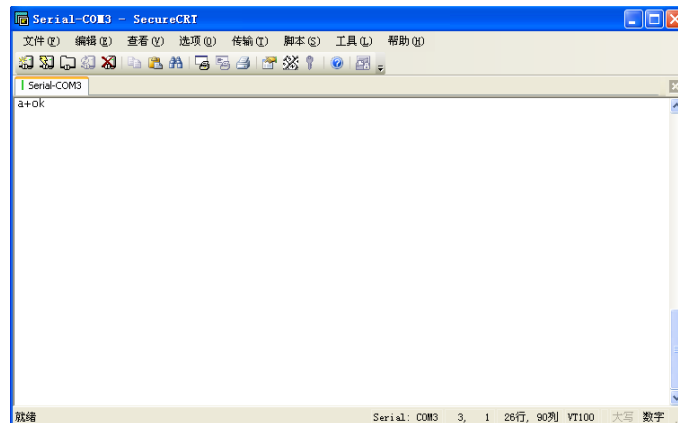 Serial-COM3 - SecureCRT
文件(F) 编辑(E) 查看(V) 选项(O) 传输(T) 脚本(S) 工具(L) 帮助(H)
Serial-COM3
a+ok
就绪 Serial: COM3 3, 1 26行, 90列 VT100 大写 数字